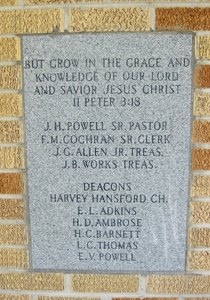 BUT GROW IN THE GRACE AND
KNOWLEDGE OF OUR LORD
AND SAVIOR JESUS CHRIST
II PETER 3:18
J.H. POWELL SR. PASTOR
F.M. COCHRAN SR. CLERK
J.G. ALLEN JR. TREAS.
J.B. WORKS TREAS.
DEACONS
HARVEY HANSFORD CH.
E.L. ADKINS
H.D. AMBROSE
H.C. BARNETT
L.C. THOMAS
E.V. POWELL